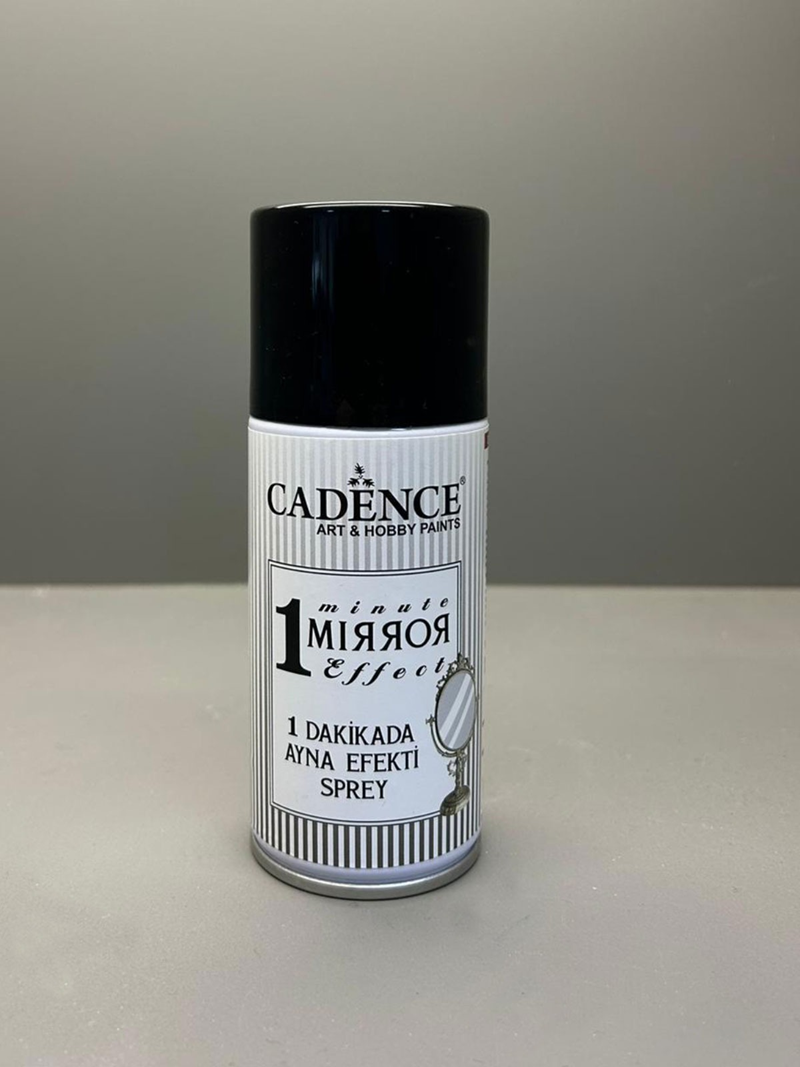 CADENCE®
ART & HOBBY PAINTS
1 minute
MIRROR
Effect
1 DAKİKADA
AYNA EFEKTİ
SPREY